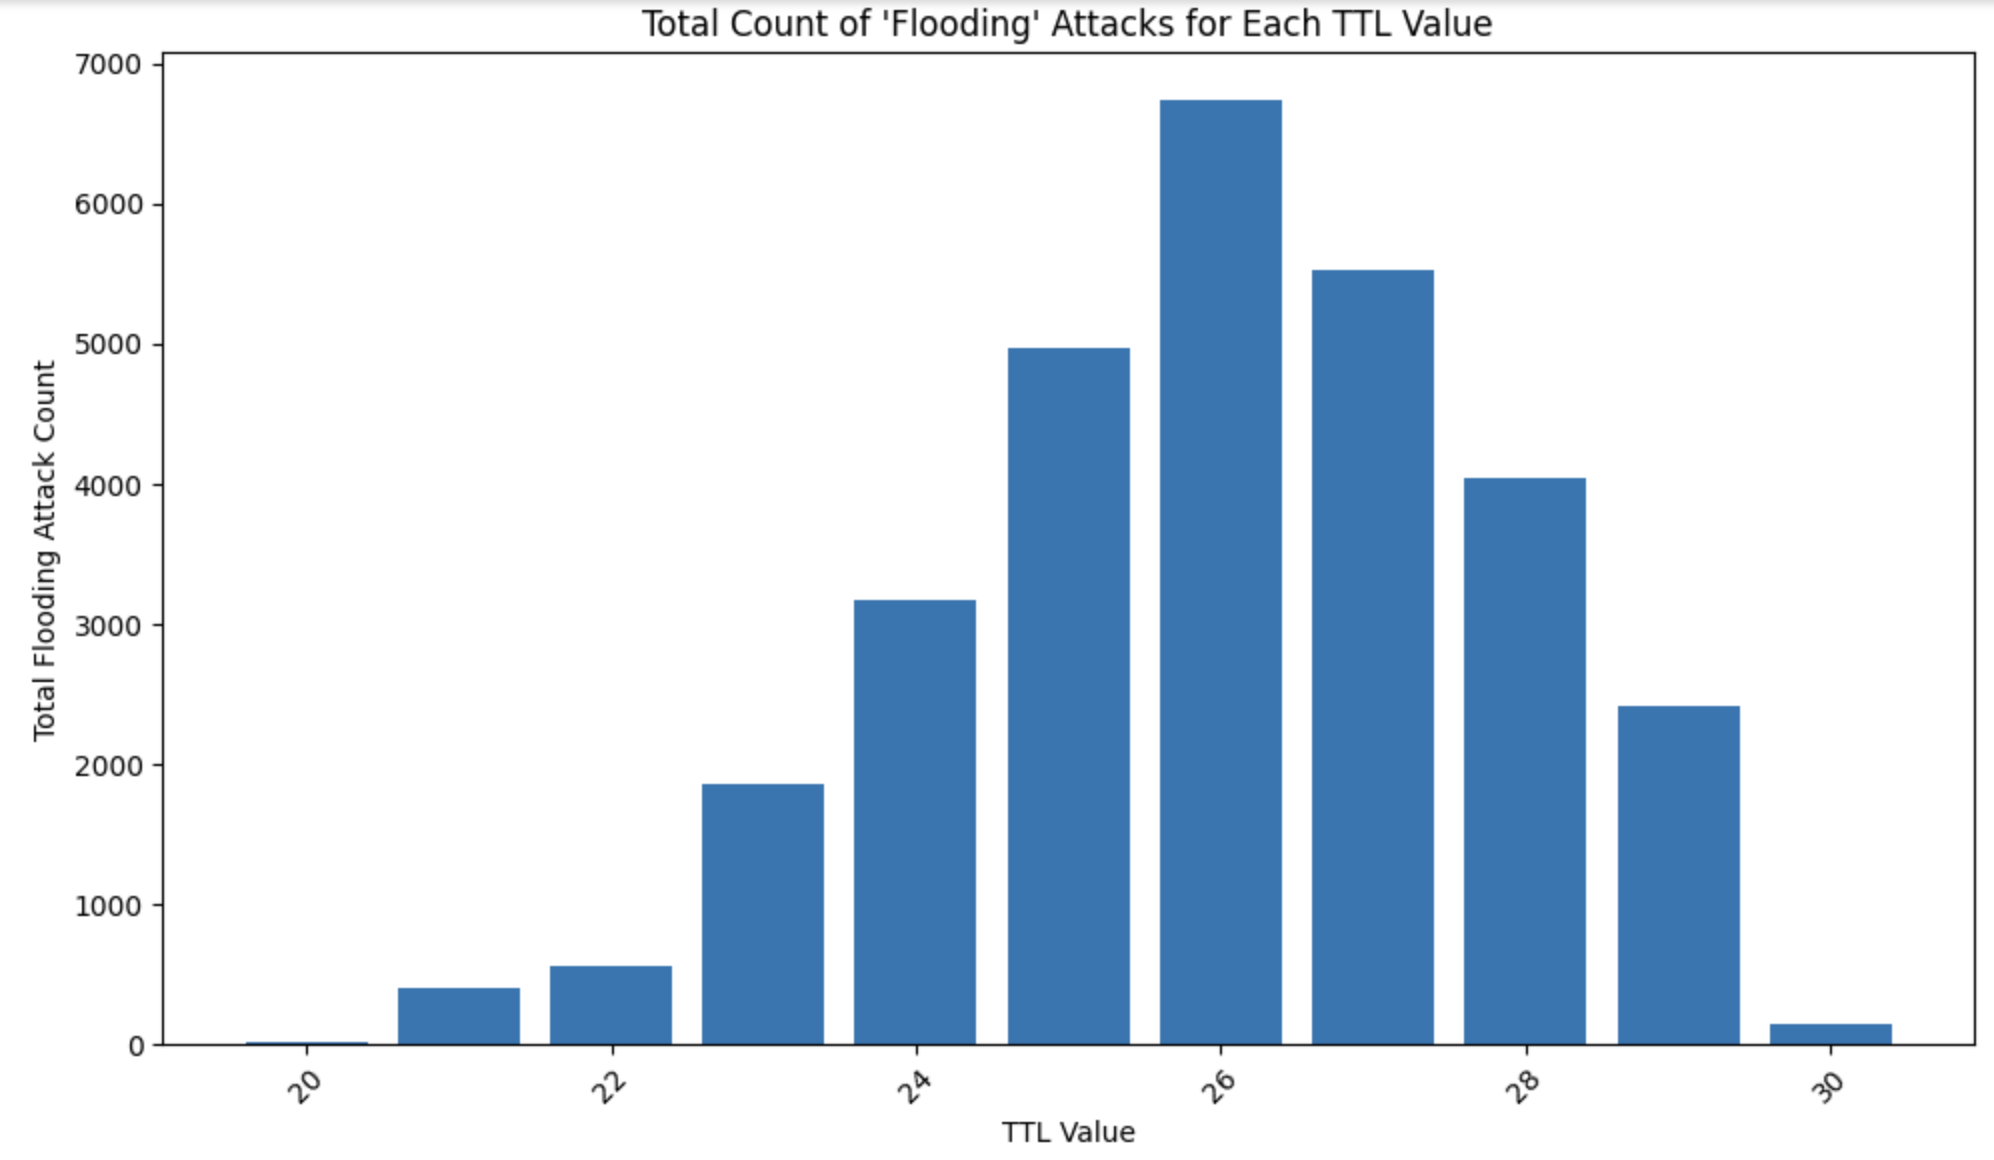 Total Count of 'Flooding' Attacks for Each TTL Value
7000
6000
5000
4000
3000
2000
1000
0
Total Flooding Attack Count
20 22 24 26 28 30
TTL Value